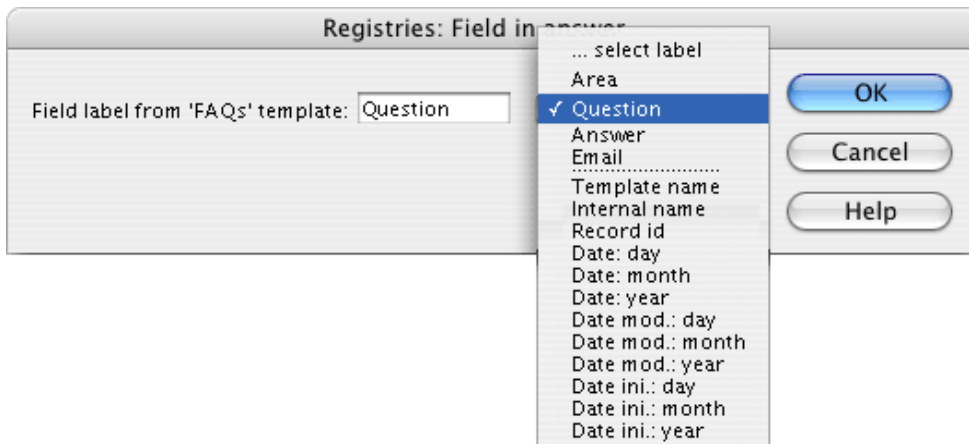 Registries: Field in answer
Field label from 'FAQs' template: Question
... select label
Area
✓ Question
Answer
Email
Template name
Internal name
Record id
Date: day
Date: month
Date: year
Date mod.: day
Date mod.: month
Date mod.: year
Date ini.: day
Date ini.: month
Date ini.: year
OK
Cancel
Help